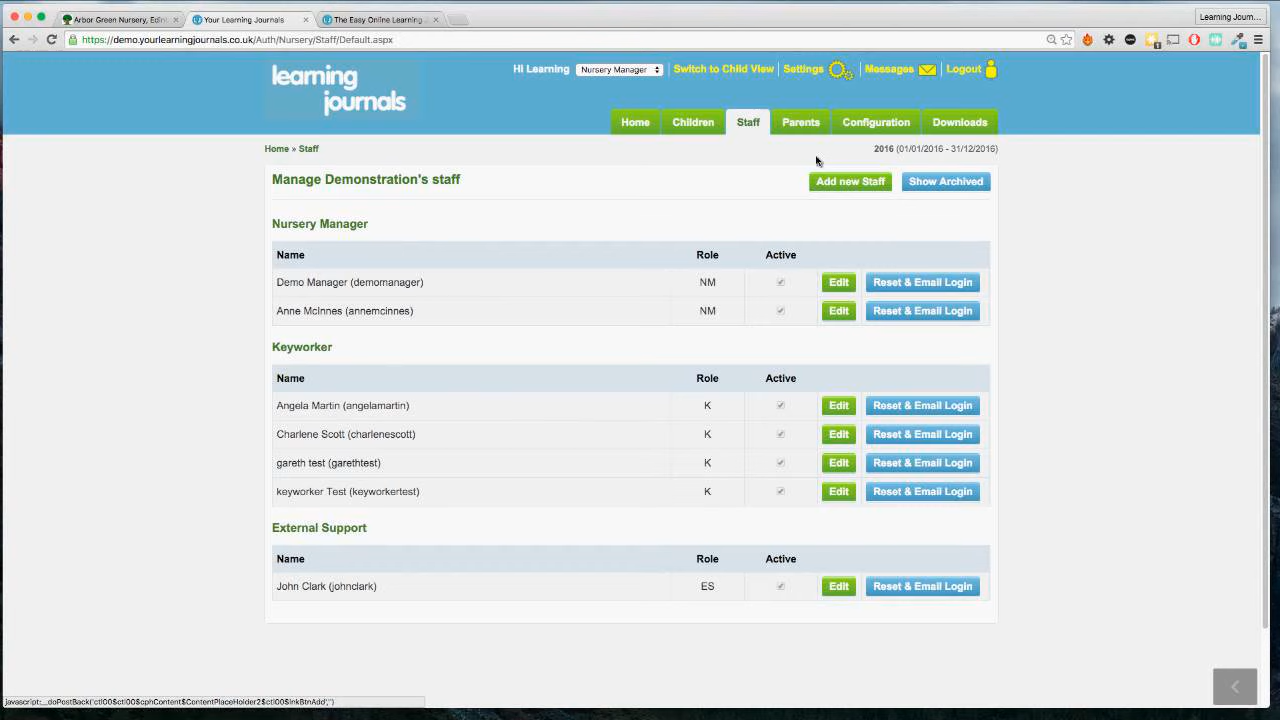 Arbor Green Nursery, Edin
Your Learning Journals
The Easy Online Learning J
Learning Journ...
https://demo.yourlearningjournals.co.uk/Auth/Nursery/Staff/Default.aspx
learning
journals
Hi Learning
Nursery Manager
Switch to Child View
Settings
Messages
Logout
Home
Children
Staff
Parents
Configuration
Downloads
Home » Staff
2016 (01/01/2016 - 31/12/2016)
Manage Demonstration's staff
Add new Staff
Show Archived
Nursery Manager
Name Role Active
Demo Manager (demomanager) NM Edit Reset & Email Login
Anne McInnes (annemcinnes) NM Edit Reset & Email Login
Keyworker
Name Role Active
Angela Martin (angelamartin) K Edit Reset & Email Login
Charlene Scott (charlenescott) K Edit Reset & Email Login
gareth test (garethtest) K Edit Reset & Email Login
keyworker Test (keyworkertest) K Edit Reset & Email Login
External Support
Name Role Active
John Clark (johnclark) ES Edit Reset & Email Login
javascript:__doPostBack('ctl00$ctl00$cphContent$ContentPlaceHolder2$ctl00$lnkBtnAdd','')